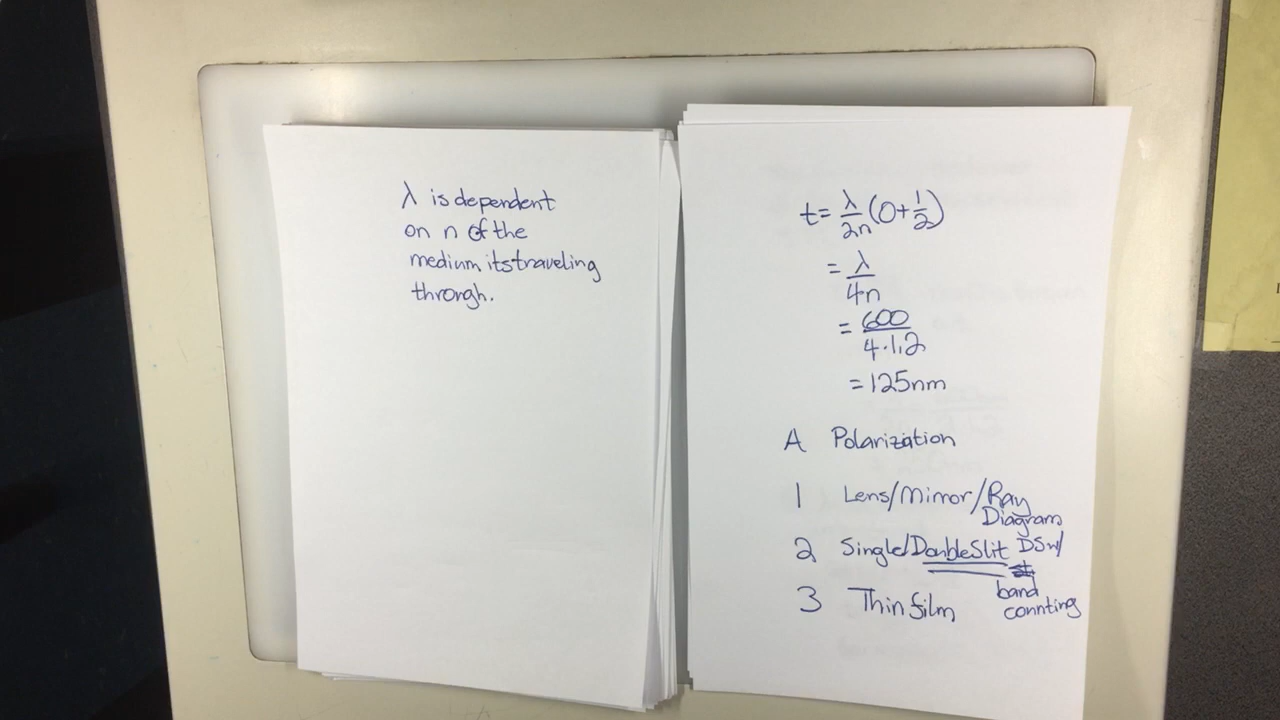 λ is dependent
on n of the
medium its traveling
through.
t = λ/2n (0 + 1/2)
= λ/4n
= 600/4·1.2
= 125nm
A Polarization
1 Lens/Mirror/Ray
Diagram
2 Single/Double Slit DS w/
band
counting
3 Thin film